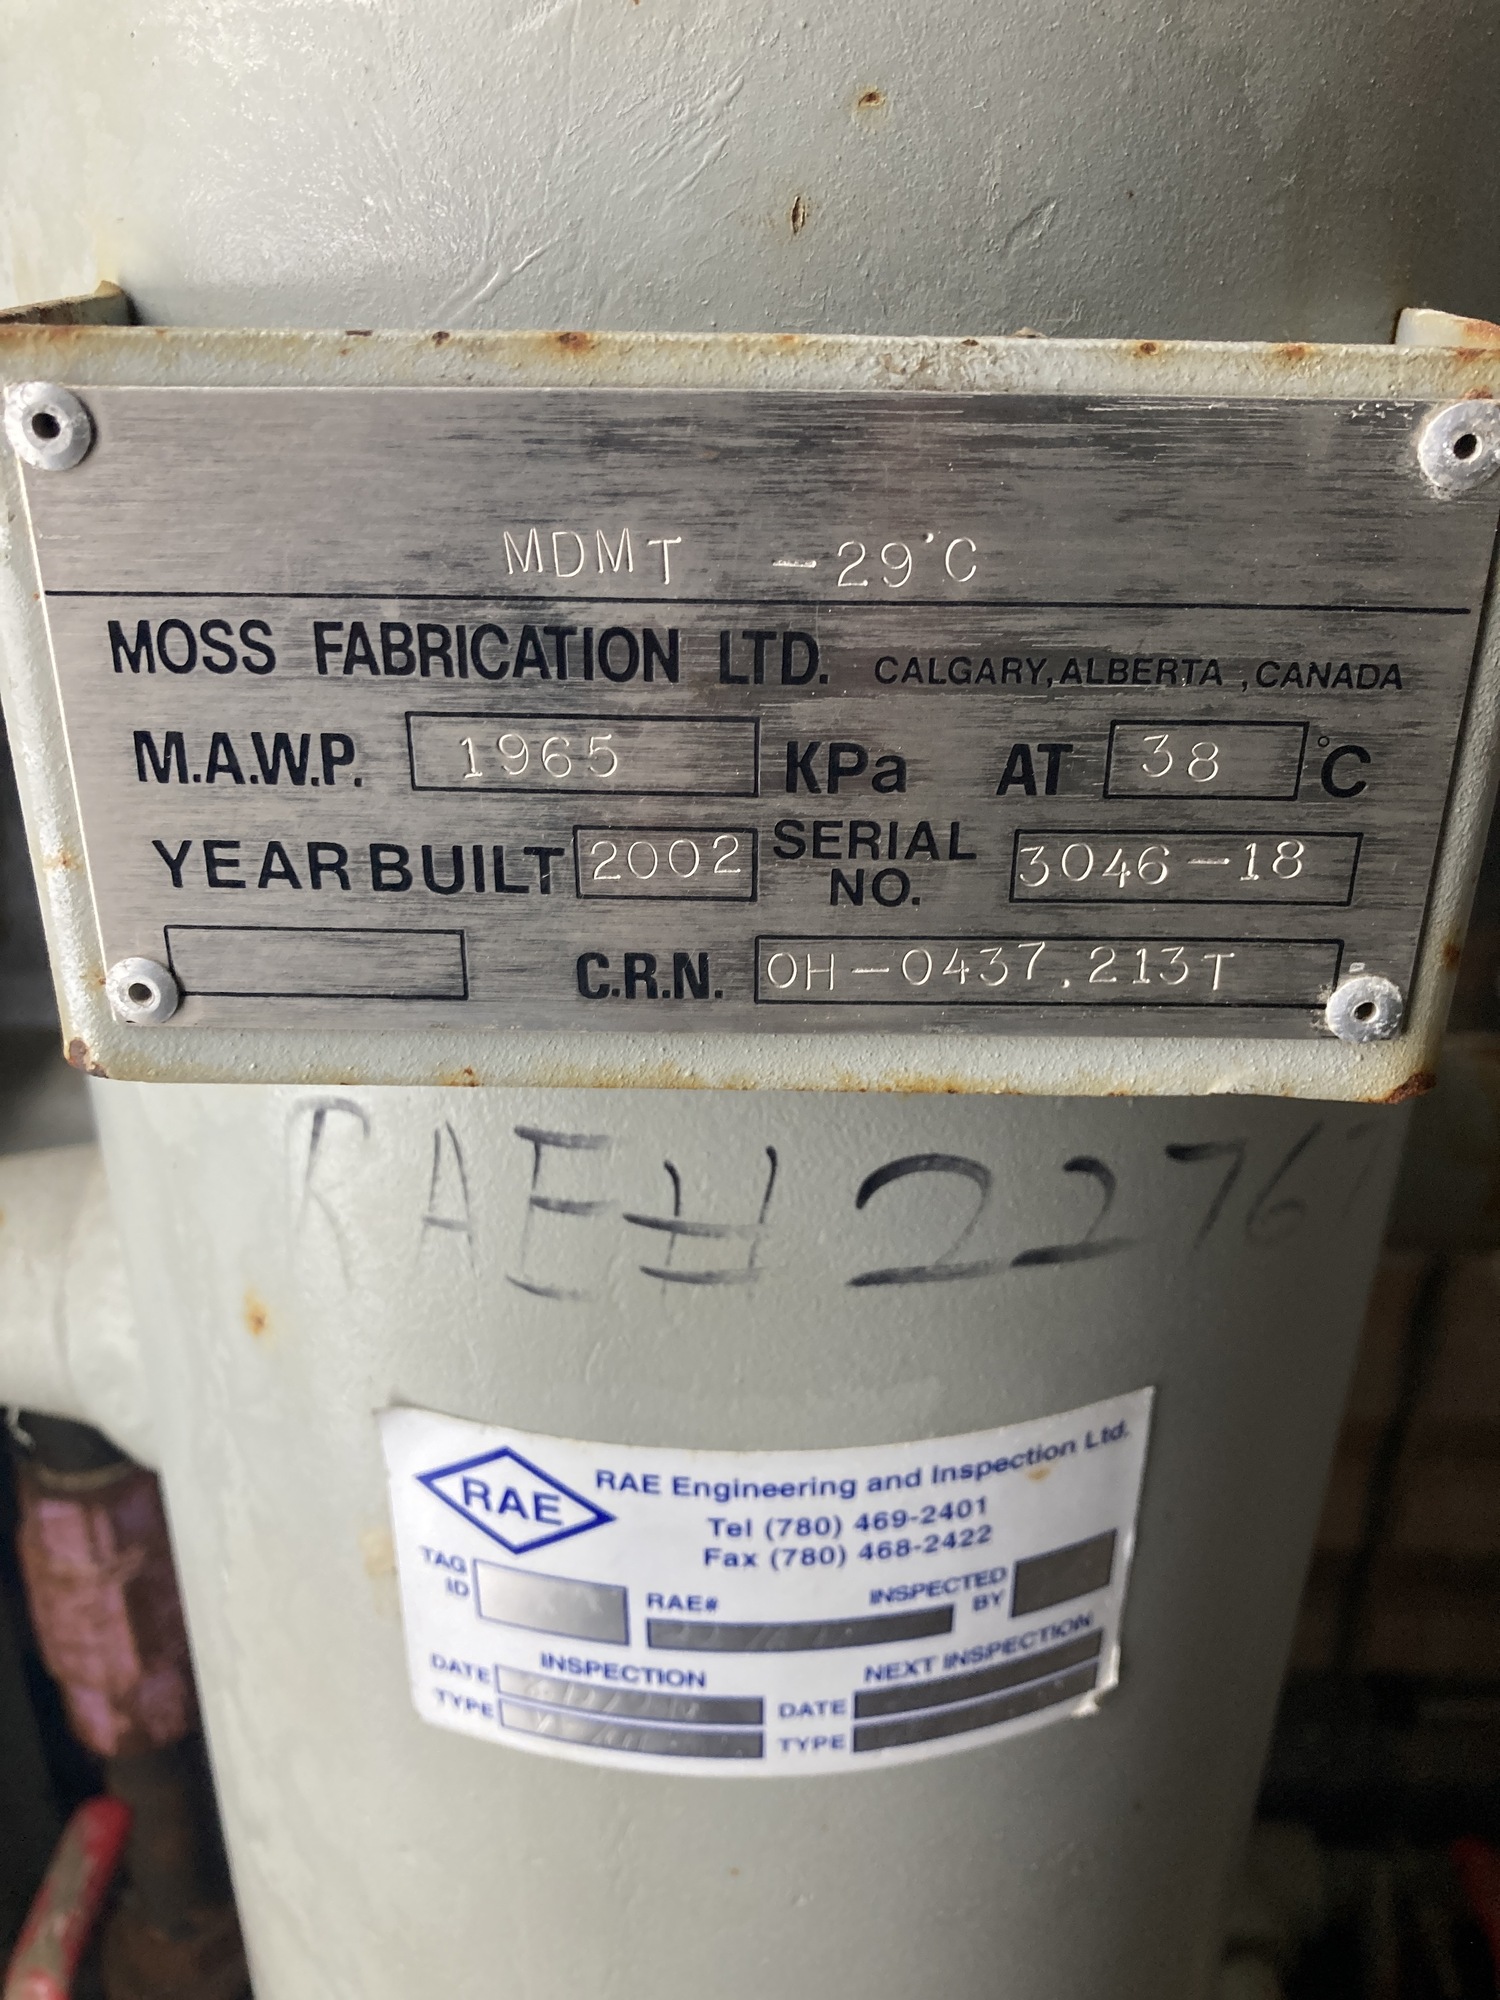 MDMT -29°C
MOSS FABRICATION LTD. CALGARY, ALBERTA, CANADA
M.A.W.P. 1965 KPa AT 38 °C
YEAR BUILT 2002 SERIAL NO. 3046-18
C.R.N. OH-0437.213T
RAE# 2276
RAE
RAE Engineering and Inspection Ltd.
Tel (780) 469-2401
Fax (780) 468-2422
TAG ID RAE# INSPECTED BY
INSPECTION NEXT INSPECTION
DATE DATE
TYPE TYPE